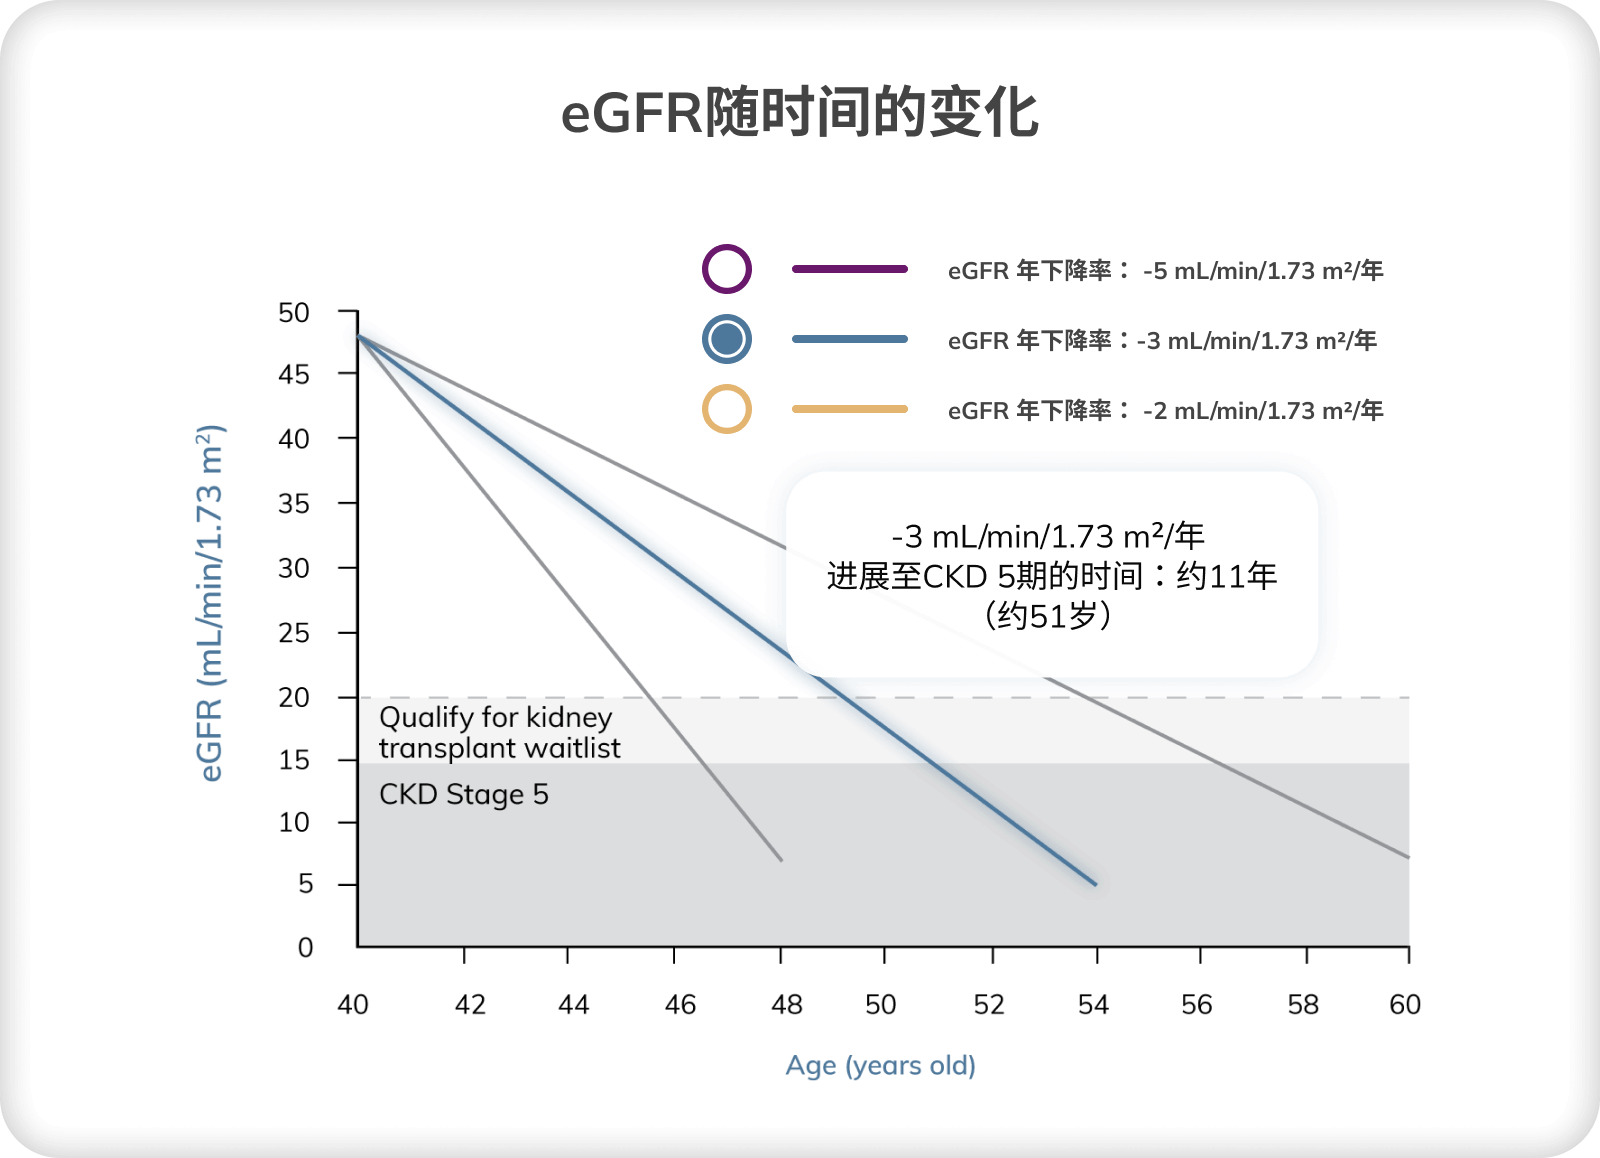 eGFR随时间的变化
eGFR 年下降率： -5 mL/min/1.73 m²/年
eGFR 年下降率：-3 mL/min/1.73 m²/年
eGFR 年下降率： -2 mL/min/1.73 m²/年
-3 mL/min/1.73 m²/年
进展至CKD 5期的时间：约11年
（约51岁）
eGFR (mL/min/1.73 m²)
50
45
40
35
30
25
20
15
10
5
0
Qualify for kidney
transplant waitlist
CKD Stage 5
40 42 44 46 48 50 52 54 56 58 60
Age (years old)